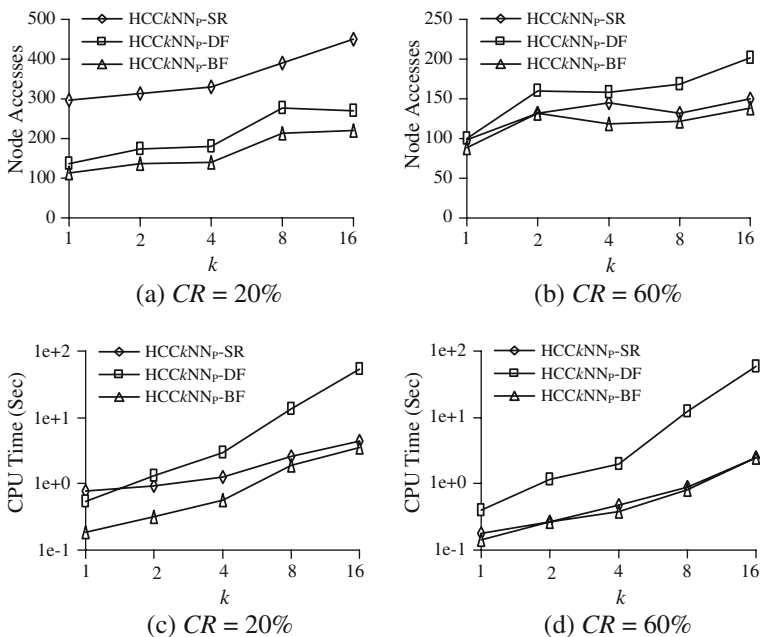 500
400
300
200
100
0
Node Accesses
HCCkNNP-SR
HCCkNNP-DF
HCCkNNP-BF
1 2 4 8 16
k
(a) CR = 20%
250
200
150
100
50
0
Node Accesses
HCCkNNP-SR
HCCkNNP-DF
HCCkNNP-BF
1 2 4 8 16
k
(b) CR = 60%
1e+2
1e+1
1e+0
1e-1
CPU Time (Sec)
HCCkNNP-SR
HCCkNNP-DF
HCCkNNP-BF
1 2 4 8 16
k
(c) CR = 20%
1e+2
1e+1
1e+0
1e-1
CPU Time (Sec)
HCCkNNP-SR
HCCkNNP-DF
HCCkNNP-BF
1 2 4 8 16
k
(d) CR = 60%